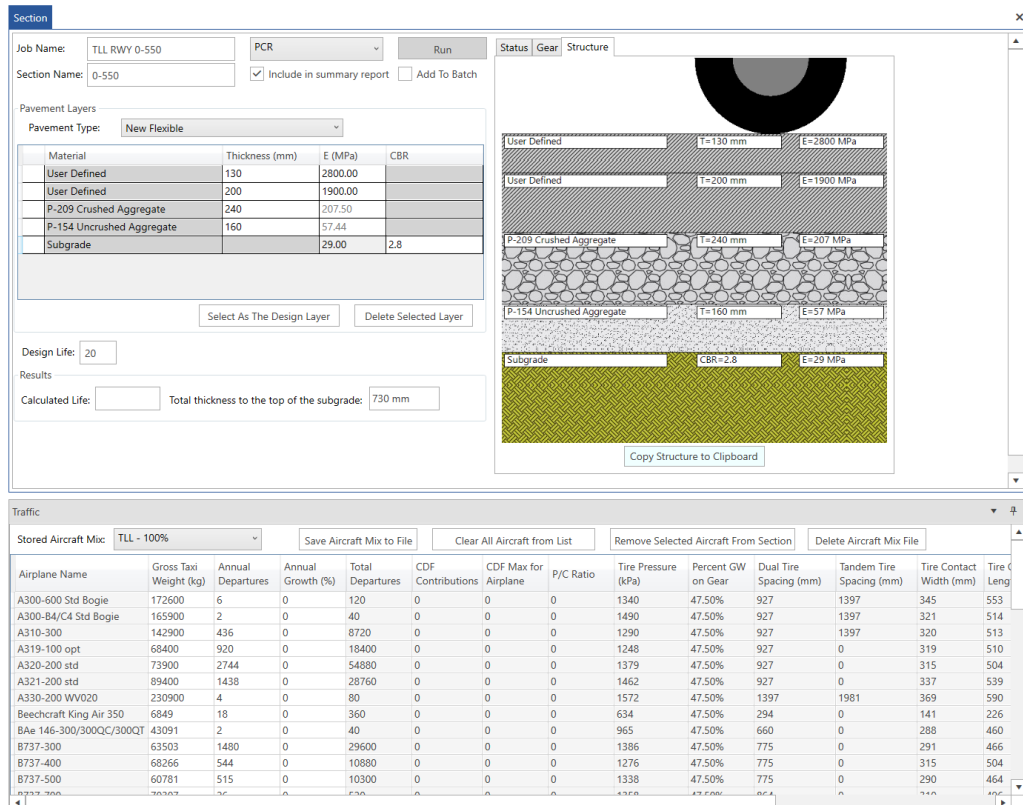 Section
Job Name: TLL RWY 0-550 PCR Run
Section Name: 0-550 Include in summary report Add To Batch
Pavement Layers
Pavement Type: New Flexible
Material Thickness (mm) E (MPa) CBR
User Defined 130 2800.00
User Defined 200 1900.00
P-209 Crushed Aggregate 240 207.50
P-154 Uncrushed Aggregate 160 57.44
Subgrade 29.00 2.8
Select As The Design Layer Delete Selected Layer
Design Life: 20
Results
Calculated Life: Total thickness to the top of the subgrade: 730 mm
Status Gear Structure
User Defined T=130 mm E=2800 MPa
User Defined T=200 mm E=1900 MPa
P-209 Crushed Aggregate T=240 mm E=207 MPa
P-154 Uncrushed Aggregate T=160 mm E=57 MPa
Subgrade CBR=2.8 E=29 MPa
Copy Structure to Clipboard
Traffic
Stored Aircraft Mix: TLL - 100% Save Aircraft Mix to File Clear All Aircraft from List Remove Selected Aircraft From Section Delete Aircraft Mix File
Airplane Name Gross Taxi Weight (kg) Annual Departures Annual Growth (%) Total Departures CDF Contributions CDF Max for Airplane P/C Ratio Tire Pressure (kPa) Percent GW on Gear Dual Tire Spacing (mm) Tandem Tire Spacing (mm) Tire Contact Width (mm)
A300-600 Std Bogie 172600 6 0 120 0 0 0 1340 47.50% 927 1397 345 553
A300-B4/C4 Std Bogie 165900 2 0 40 0 0 0 1490 47.50% 927 1397 321 514
A310-300 142900 436 0 8720 0 0 0 1290 47.50% 927 1397 320 513
A319-100 opt 68400 920 0 18400 0 0 0 1248 47.50% 927 0 319 510
A320-200 std 73900 2744 0 54880 0 0 0 1379 47.50% 927 0 315 504
A321-200 std 89400 1438 0 28760 0 0 0 1462 47.50% 927 0 337 539
A330-200 WV020 230900 4 0 80 0 0 0 1572 47.50% 1397 1981 369 590
Beechcraft King Air 350 6849 18 0 360 0 0 0 634 47.50% 294 0 141 226
BAe 146-300/300QC/300QT 43091 2 0 40 0 0 0 965 47.50% 660 0 288 460
B737-300 63503 1480 0 29600 0 0 0 1386 47.50% 775 0 291 466
B737-400 68266 544 0 10880 0 0 0 1276 47.50% 775 0 315 504
B737-500 60781 515 0 10300 0 0 0 1338 47.50% 775 0 290 464